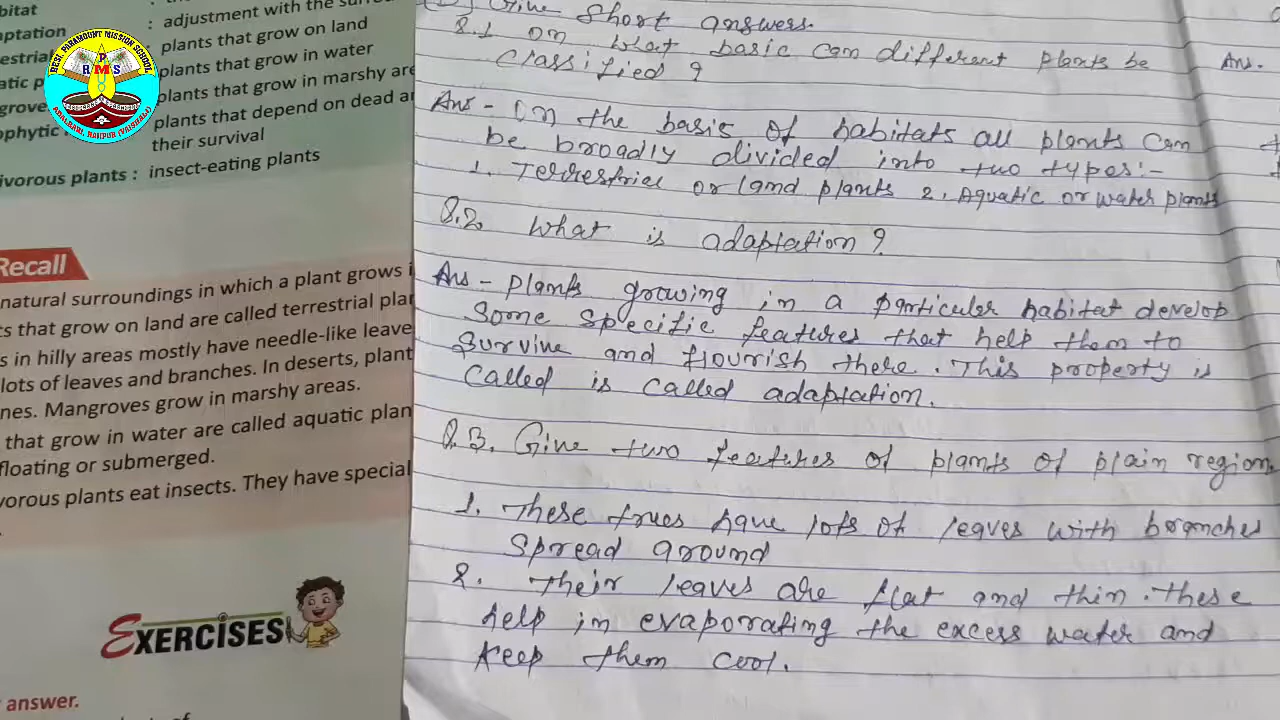 bitat
: adjustment with the
plants that grow on land
plants that grow in water
plants that grow in marshy
plants that depend on dead
their survival
ivorous plants : insect-eating plants
DESI PARAMOUNT MISSION SCHOOL
R P M S
Recall
natural surroundings in which a plant grows
s that grow on land are called terrestrial
s in hilly areas mostly have needle-like leave
lots of leaves and branches. In deserts, plant
nes. Mangroves grow in marshy areas.
that grow in water are called aquatic plan
floating or submerged.
vorous plants eat insects. They have special
EXERCISES
answer.
Give Short answers.
Q.1 on what basic can different plants be
classified ?
Ans - On the basis of habitats all plants can
be broadly divided into two types:-
1. Terrestrial or land plants 2. Aquatic or water plants
Q.2. What is adaptation ?
Ans - Plants growing in a particular habitat develop
Some specific features that help them to
Survive and flourish there. This property is
called is called adaptation.
Q.3. Give two features of plants of plain region.
1. These trues have lots of leaves with branches
spread around
2. Their leaves are flat and thin. These
help in evaporating the excess water and
keep them cool.
Ans.